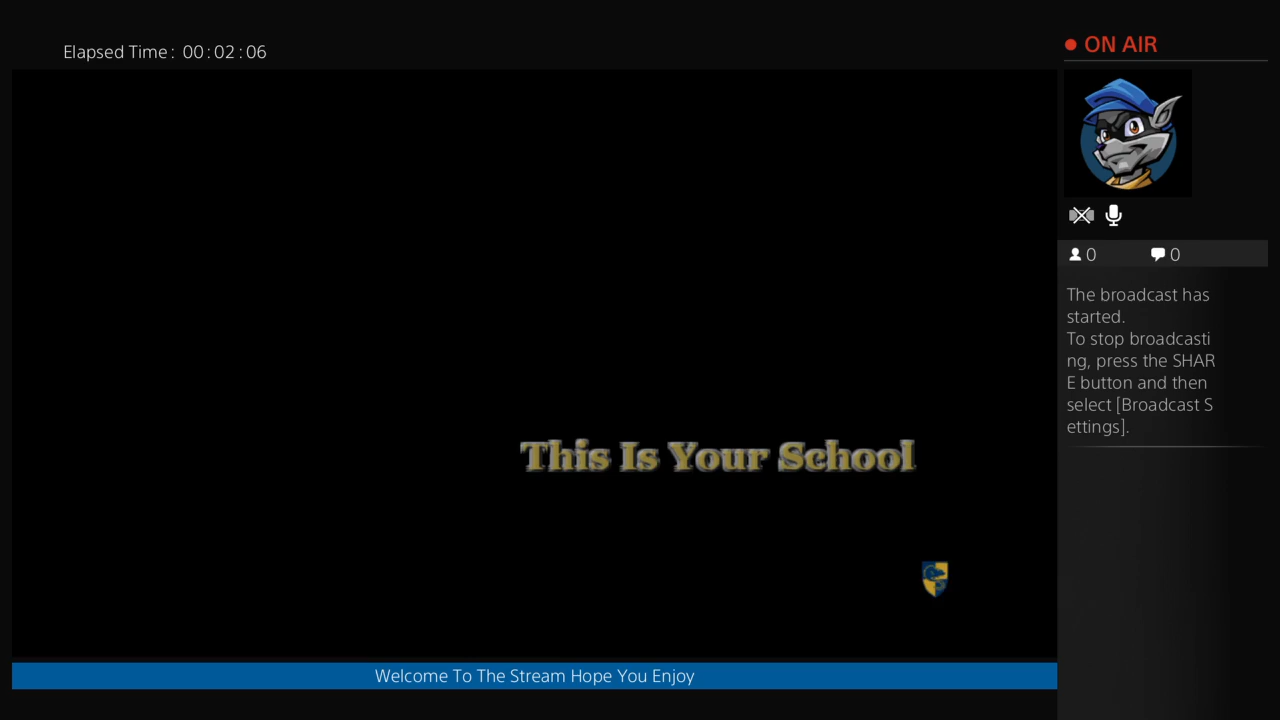 Elapsed Time: 00:02:06
ON AIR
0 0
The broadcast has
started.
To stop broadcasti
ng, press the SHAR
E button and then
select [Broadcast S
ettings].
This Is Your School
Welcome To The Stream Hope You Enjoy